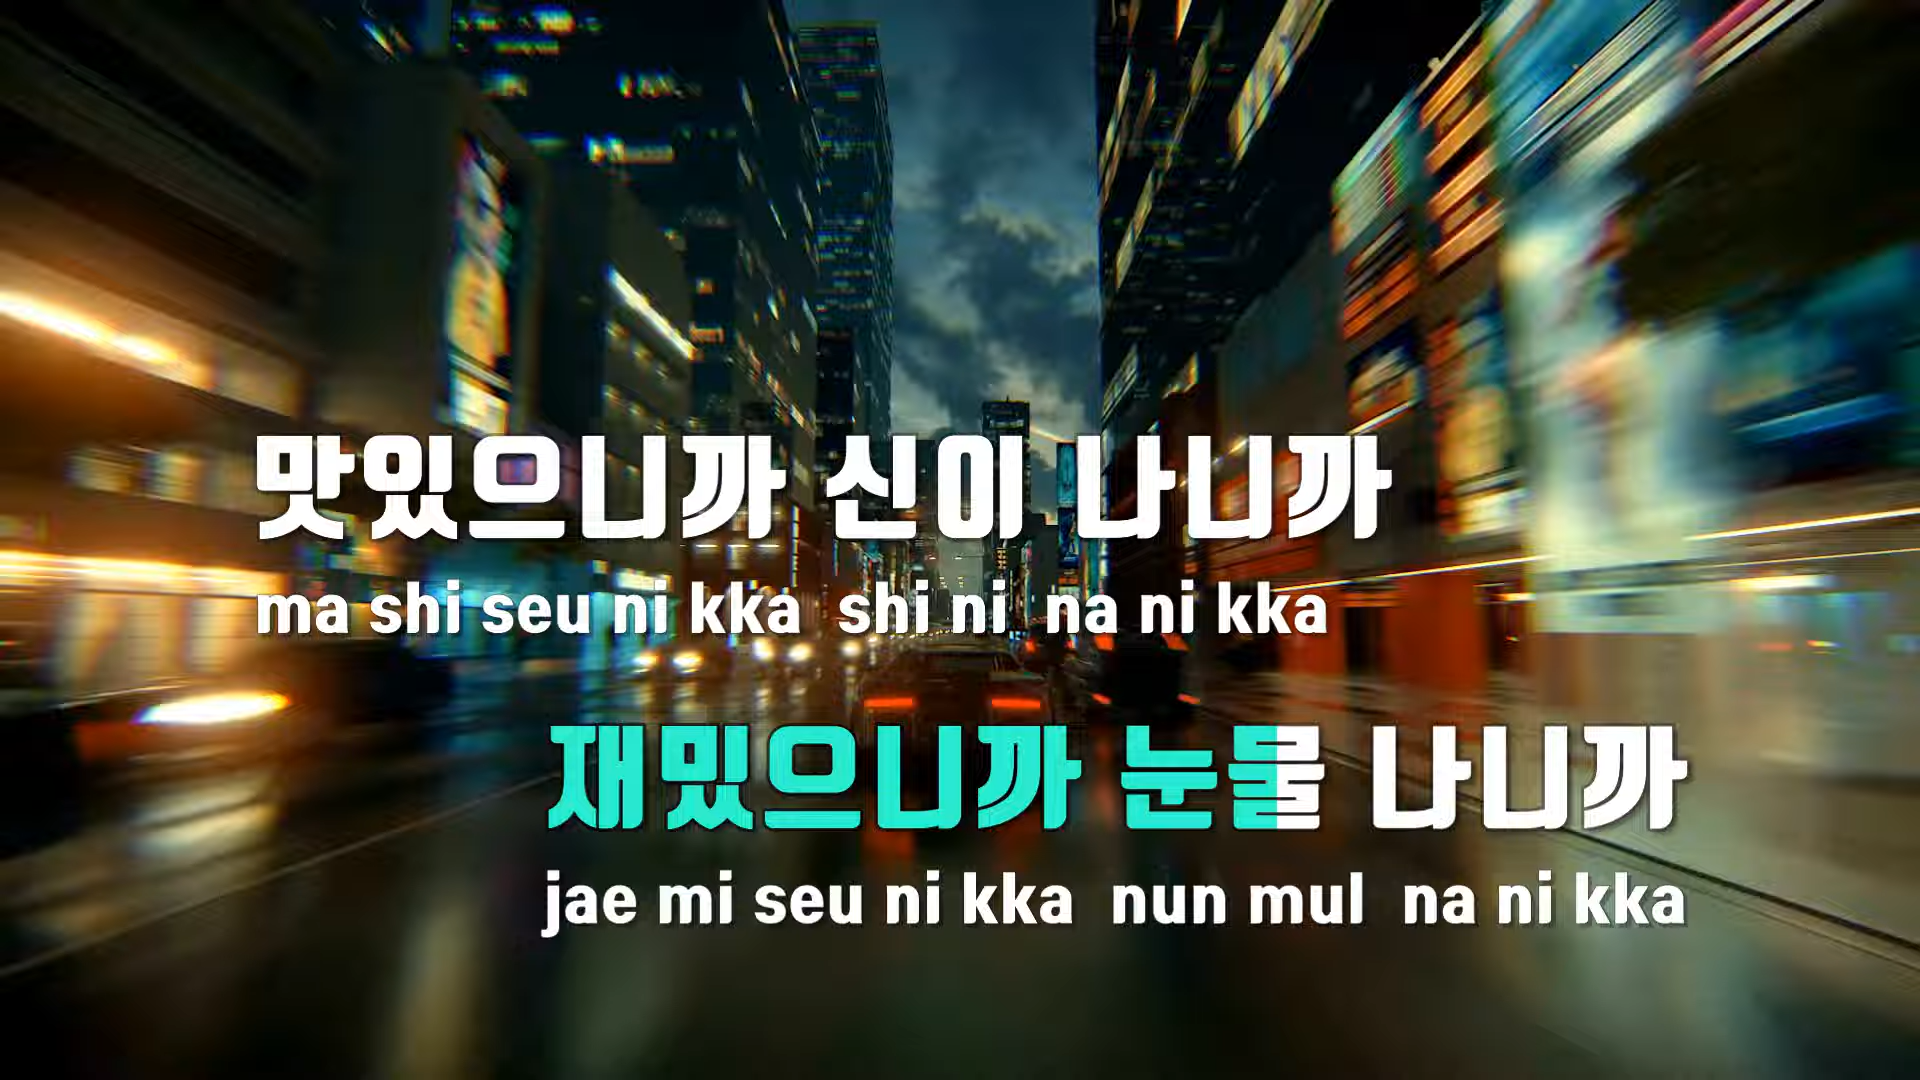 맛있으니까 신이 나니까
ma shi seu ni kka shi ni na ni kka
재밌으니까 눈물 나니까
jae mi seu ni kka nun mul na ni kka